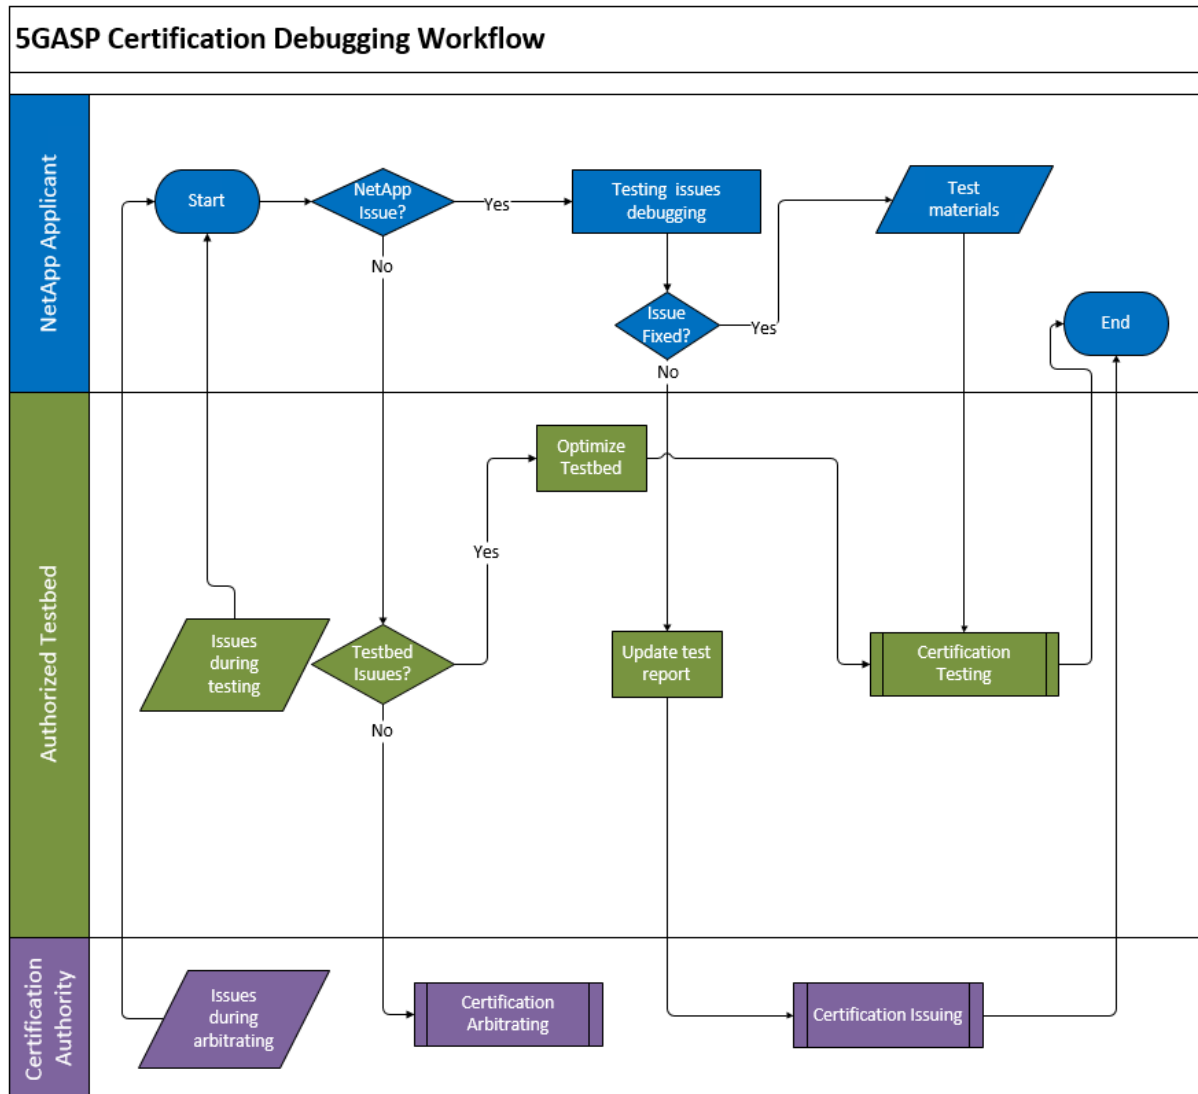 5GASP Certification Debugging Workflow
NetApp Applicant
Start
NetApp
Issue?
Yes
Testing issues
debugging
Test
materials
No
Issue
Fixed?
Yes
End
No
Authorized Testbed
Optimize
Testbed
Yes
Issues
during
testing
Testbed
Isuues?
Update test
report
Certification
Testing
No
Certification
Authority
Issues
during
arbitrating
Certification
Arbitrating
Certification Issuing